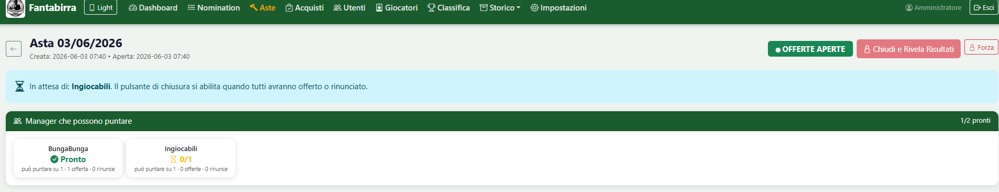 Fantabirra Light Dashboard Nomination Aste Acquisti Utenti Giocatori Classifica Storico Impostazioni Amministratore Esci
Asta 03/06/2026
Creata: 2026-06-03 07:40 • Aperta: 2026-06-03 07:40
OFFERTE APERTE Chiudi e Rivela Risultati Forza
In attesa di: Ingiocabili. Il pulsante di chiusura si abilita quando tutti avranno offerto o rinunciato.
Manager che possono puntare 1/2 pronti
BungaBunga
Pronto
può puntare su 1 · 1 offerta · 0 rinunce
Ingiocabili
0/1
può puntare su 1 · 0 offerte · 0 rinunce